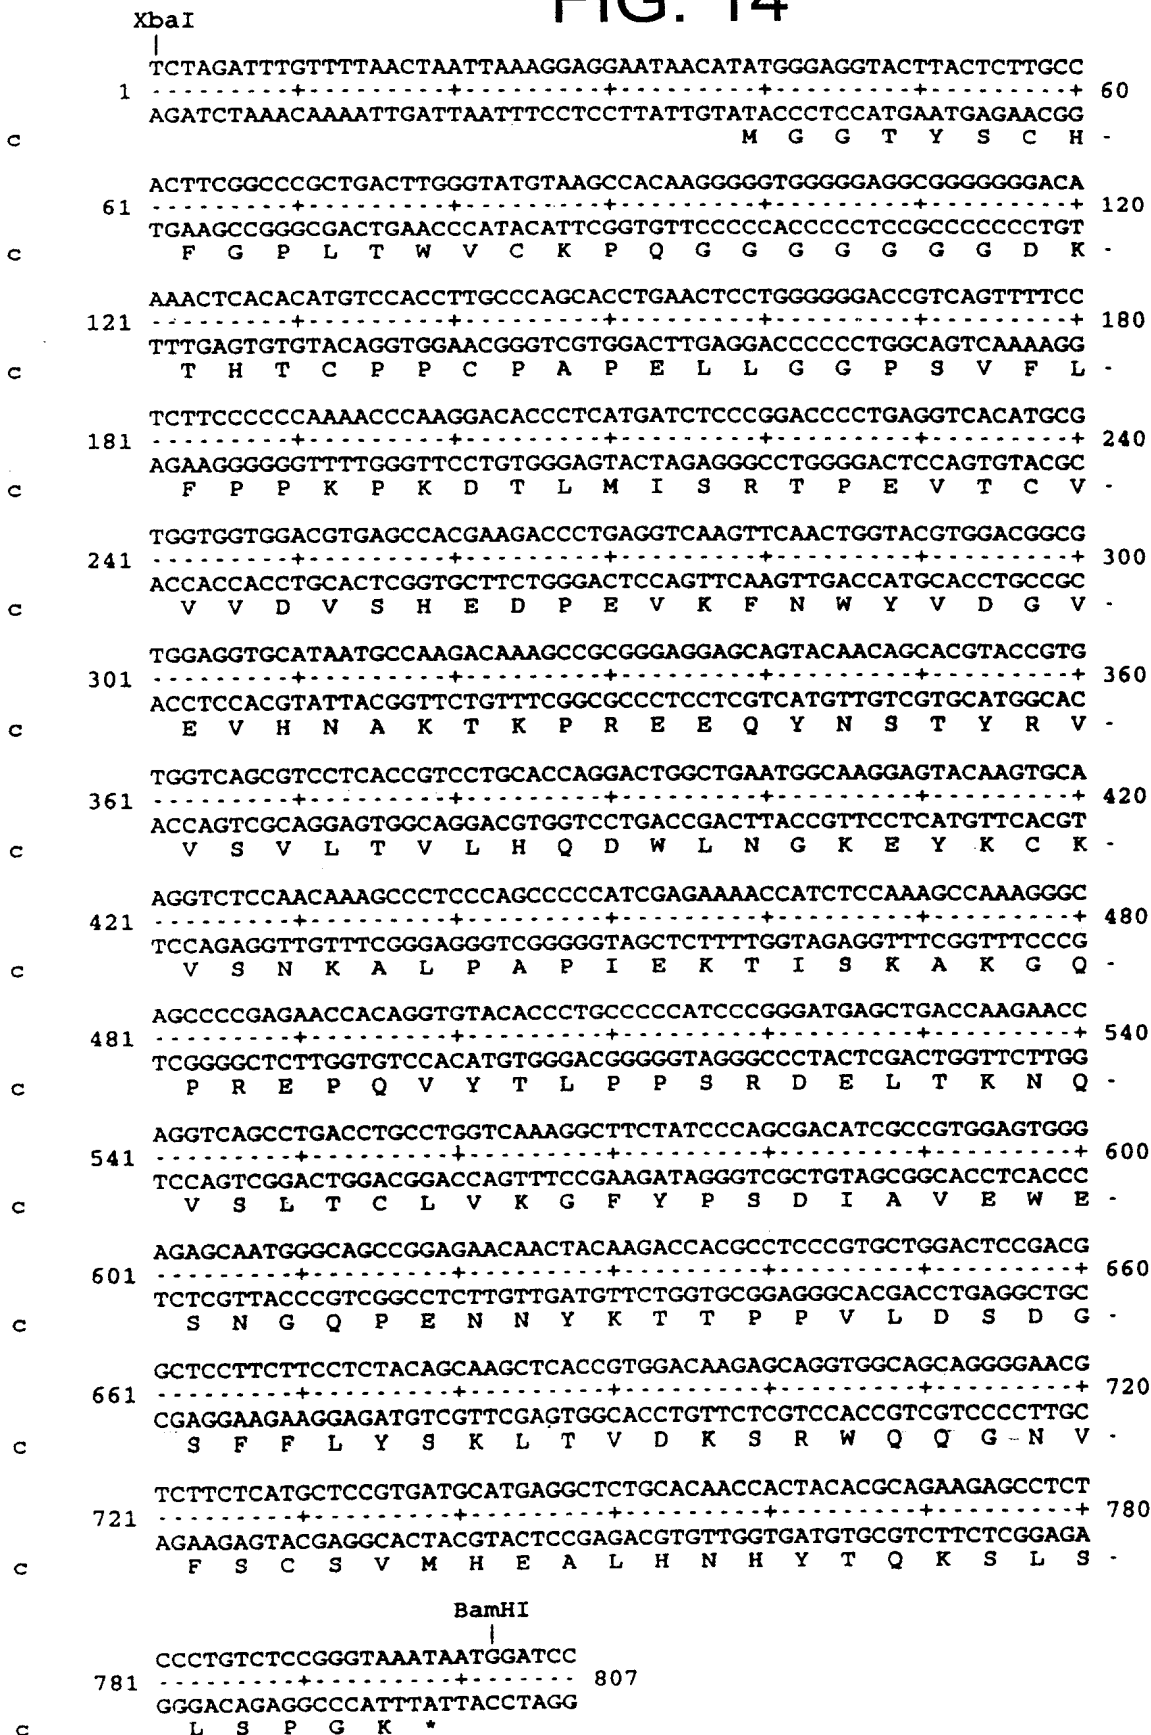 FIG. 14
XbaI
|
TCTAGATTTGTTTTAACTAATTAAAGGAGGAATAACATATGGGAGGTACTTACTCTTGCC
1 ---------+---------+---------+---------+---------+---------+ 60
AGATCTAAACAAAATTGATTAATTTCCTCCTTATTGTATACCCTCCATGAATGAGAACGG
c M G G T Y S C H -
ACTTCGGCCCGCTGACTTGGGTATGTAAGCCACAAGGGGGTGGGGGAGGCGGGGGGGACA
61 ---------+---------+---------+---------+---------+---------+ 120
TGAAGCCGGGCGACTGAACCCATACATTCGGTGTTCCCCCACCCCCTCCGCCCCCCCTGT
c F G P L T W V C K P Q G G G G G G G D K -
AAACTCACACATGTCCACCTTGCCCAGCACCTGAACTCCTGGGGGGACCGTCAGTTTTCC
121 ---------+---------+---------+---------+---------+---------+ 180
TTTGAGTGTGTACAGGTGGAACGGGTCGTGGACTTGAGGACCCCCCTGGCAGTCAAAAGG
c T H T C P P C P A P E L L G G P S V F L -
TCTTCCCCCCAAAACCCAAGGACACCCTCATGATCTCCCGGACCCCTGAGGTCACATGCG
181 ---------+---------+---------+---------+---------+---------+ 240
AGAAGGGGGGTTTTGGGTTCCTGTGGGAGTACTAGAGGGCCTGGGGACTCCAGTGTACGC
c F P P K P K D T L M I S R T P E V T C V -
TGGTGGTGGACGTGAGCCACGAAGACCCTGAGGTCAAGTTCAACTGGTACGTGGACGGCG
241 ---------+---------+---------+---------+---------+---------+ 300
ACCACCACCTGCACTCGGTGCTTCTGGGACTCCAGTTCAAGTTGACCATGCACCTGCCGC
c V V D V S H E D P E V K F N W Y V D G V -
TGGAGGTGCATAATGCCAAGACAAAGCCGCGGGAGGAGCAGTACAACAGCACGTACCGTG
301 ---------+---------+---------+---------+---------+---------+ 360
ACCTCCACGTATTACGGTTCTGTTTCGGCGCCCTCCTCGTCATGTTGTCGTGCATGGCAC
c E V H N A K T K P R E E Q Y N S T Y R V -
TGGTCAGCGTCCTCACCGTCCTGCACCAGGACTGGCTGAATGGCAAGGAGTACAAGTGCA
361 ---------+---------+---------+---------+---------+---------+ 420
ACCAGTCGCAGGAGTGGCAGGACGTGGTCCTGACCGACTTACCGTTCCTCATGTTCACGT
c V S V L T V L H Q D W L N G K E Y K C K -
AGGTCTCCAACAAAGCCCTCCCAGCCCCCATCGAGAAAACCATCTCCAAAGCCAAAGGGC
421 ---------+---------+---------+---------+---------+---------+ 480
TCCAGAGGTTGTTTCGGGAGGGTCGGGGGTAGCTCTTTTGGTAGAGGTTTCGGTTTCCCG
c V S N K A L P A P I E K T I S K A K G Q -
AGCCCCGAGAACCACAGGTGTACACCCTGCCCCCATCCCGGGATGAGCTGACCAAGAACC
481 ---------+---------+---------+---------+---------+---------+ 540
TCGGGGCTCTTGGTGTCCACATGTGGGACGGGGGTAGGGCCCTACTCGACTGGTTCTTGG
c P R E P Q V Y T L P P S R D E L T K N Q -
AGGTCAGCCTGACCTGCCTGGTCAAAGGCTTCTATCCCAGCGACATCGCCGTGGAGTGGG
541 ---------+---------+---------+---------+---------+---------+ 600
TCCAGTCGGACTGGACGGACCAGTTTCCGAAGATAGGGTCGCTGTAGCGGCACCTCACCC
c V S L T C L V K G F Y P S D I A V E W E -
AGAGCAATGGGCAGCCGGAGAACAACTACAAGACCACGCCTCCCGTGCTGGACTCCGACG
601 ---------+---------+---------+---------+---------+---------+ 660
TCTCGTTACCCGTCGGCCTCTTGTTGATGTTCTGGTGCGGAGGGCACGACCTGAGGCTGC
c S N G Q P E N N Y K T T P P V L D S D G -
GCTCCTTCTTCCTCTACAGCAAGCTCACCGTGGACAAGAGCAGGTGGCAGCAGGGGAACG
661 ---------+---------+---------+---------+---------+---------+ 720
CGAGGAAGAAGGAGATGTCGTTCGAGTGGCACCTGTTCTCGTCCACCGTCGTCCCCTTGC
c S F F L Y S K L T V D K S R W Q Q G N V -
TCTTCTCATGCTCCGTGATGCATGAGGCTCTGCACAACCACTACACGCAGAAGAGCCTCT
721 ---------+---------+---------+---------+---------+---------+ 780
AGAAGAGTACGAGGCACTACGTACTCCGAGACGTGTTGGTGATGTGCGTCTTCTCGGAGA
c F S C S V M H E A L H N H Y T Q K S L S -
BamHI
|
CCCTGTCTCCGGGTAAATAATGGATCC
781 ---------+---------+------- 807
GGGACAGAGGCCCATTTATTACCTAGG
c L S P G K *